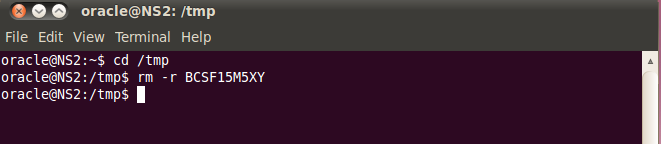 oracle@NS2: /tmp
File Edit View Terminal Help
oracle@NS2:~$ cd /tmp
oracle@NS2:/tmp$ rm -r BCSF15M5XY
oracle@NS2:/tmp$